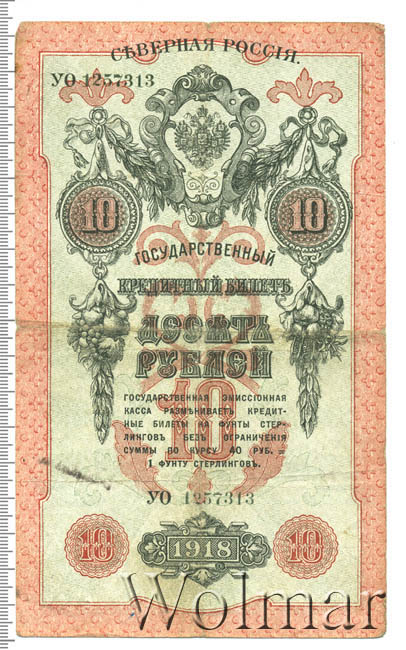 СѢВЕРНАЯ РОССІЯ.
УО 1257313
10 10
ГОСУДАРСТВЕННЫЙ
КРЕДИТНЫЙ БИЛЕТЪ
ДЕСЯТЬ
РУБЛЕЙ
10
ГОСУДАРСТВЕННАЯ ЭМИССІОННАЯ
КАССА РАЗМѢНИВАЕТЪ КРЕДИТ-
НЫЕ БИЛЕТЫ НА ФУНТЫ СТЕР-
ЛИНГОВЪ БЕЗЪ ОГРАНИЧЕНІЯ
СУММЫ ПО КУРСУ 40 РУБ. =
1 ФУНТУ СТЕРЛИНГОВЪ.
УО 1257313
10 1918 10
Wolmar